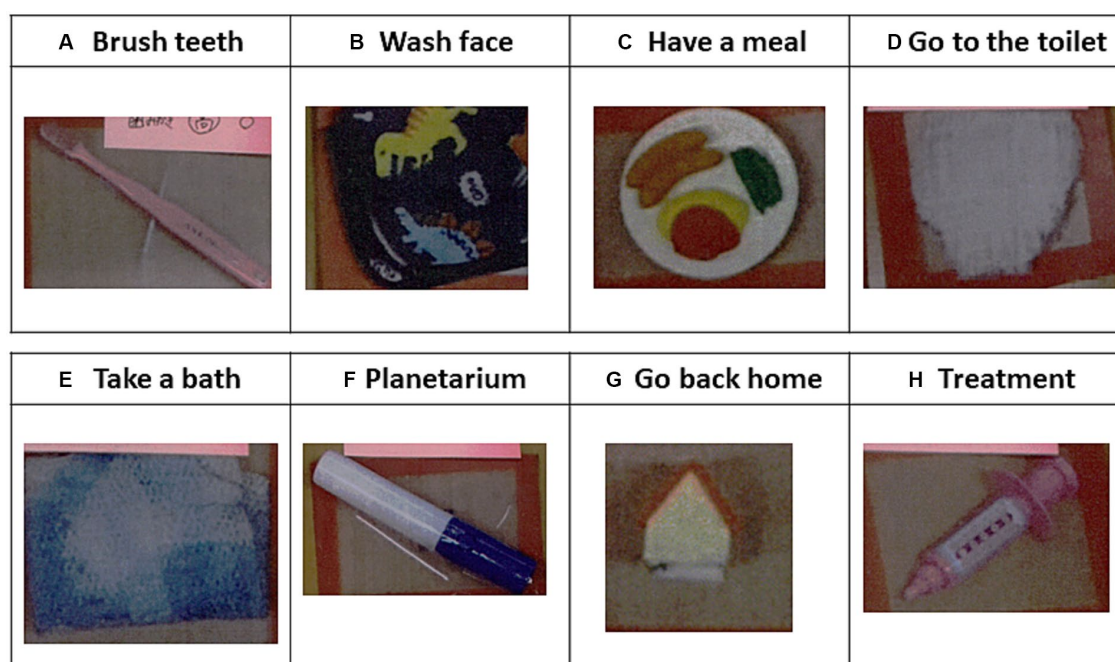 A Brush teeth
B Wash face
C Have a meal
D Go to the toilet
E Take a bath
F Planetarium
G Go back home
H Treatment